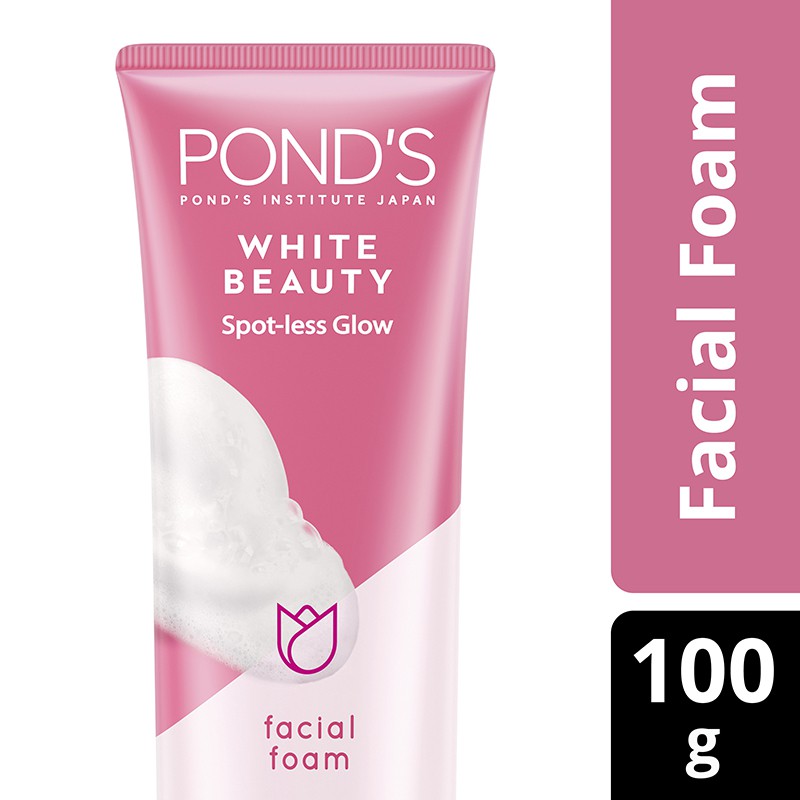 POND'S
POND'S INSTITUTE JAPAN
WHITE
BEAUTY
Spot-less Glow
facial
foam
Facial Foam
100
g